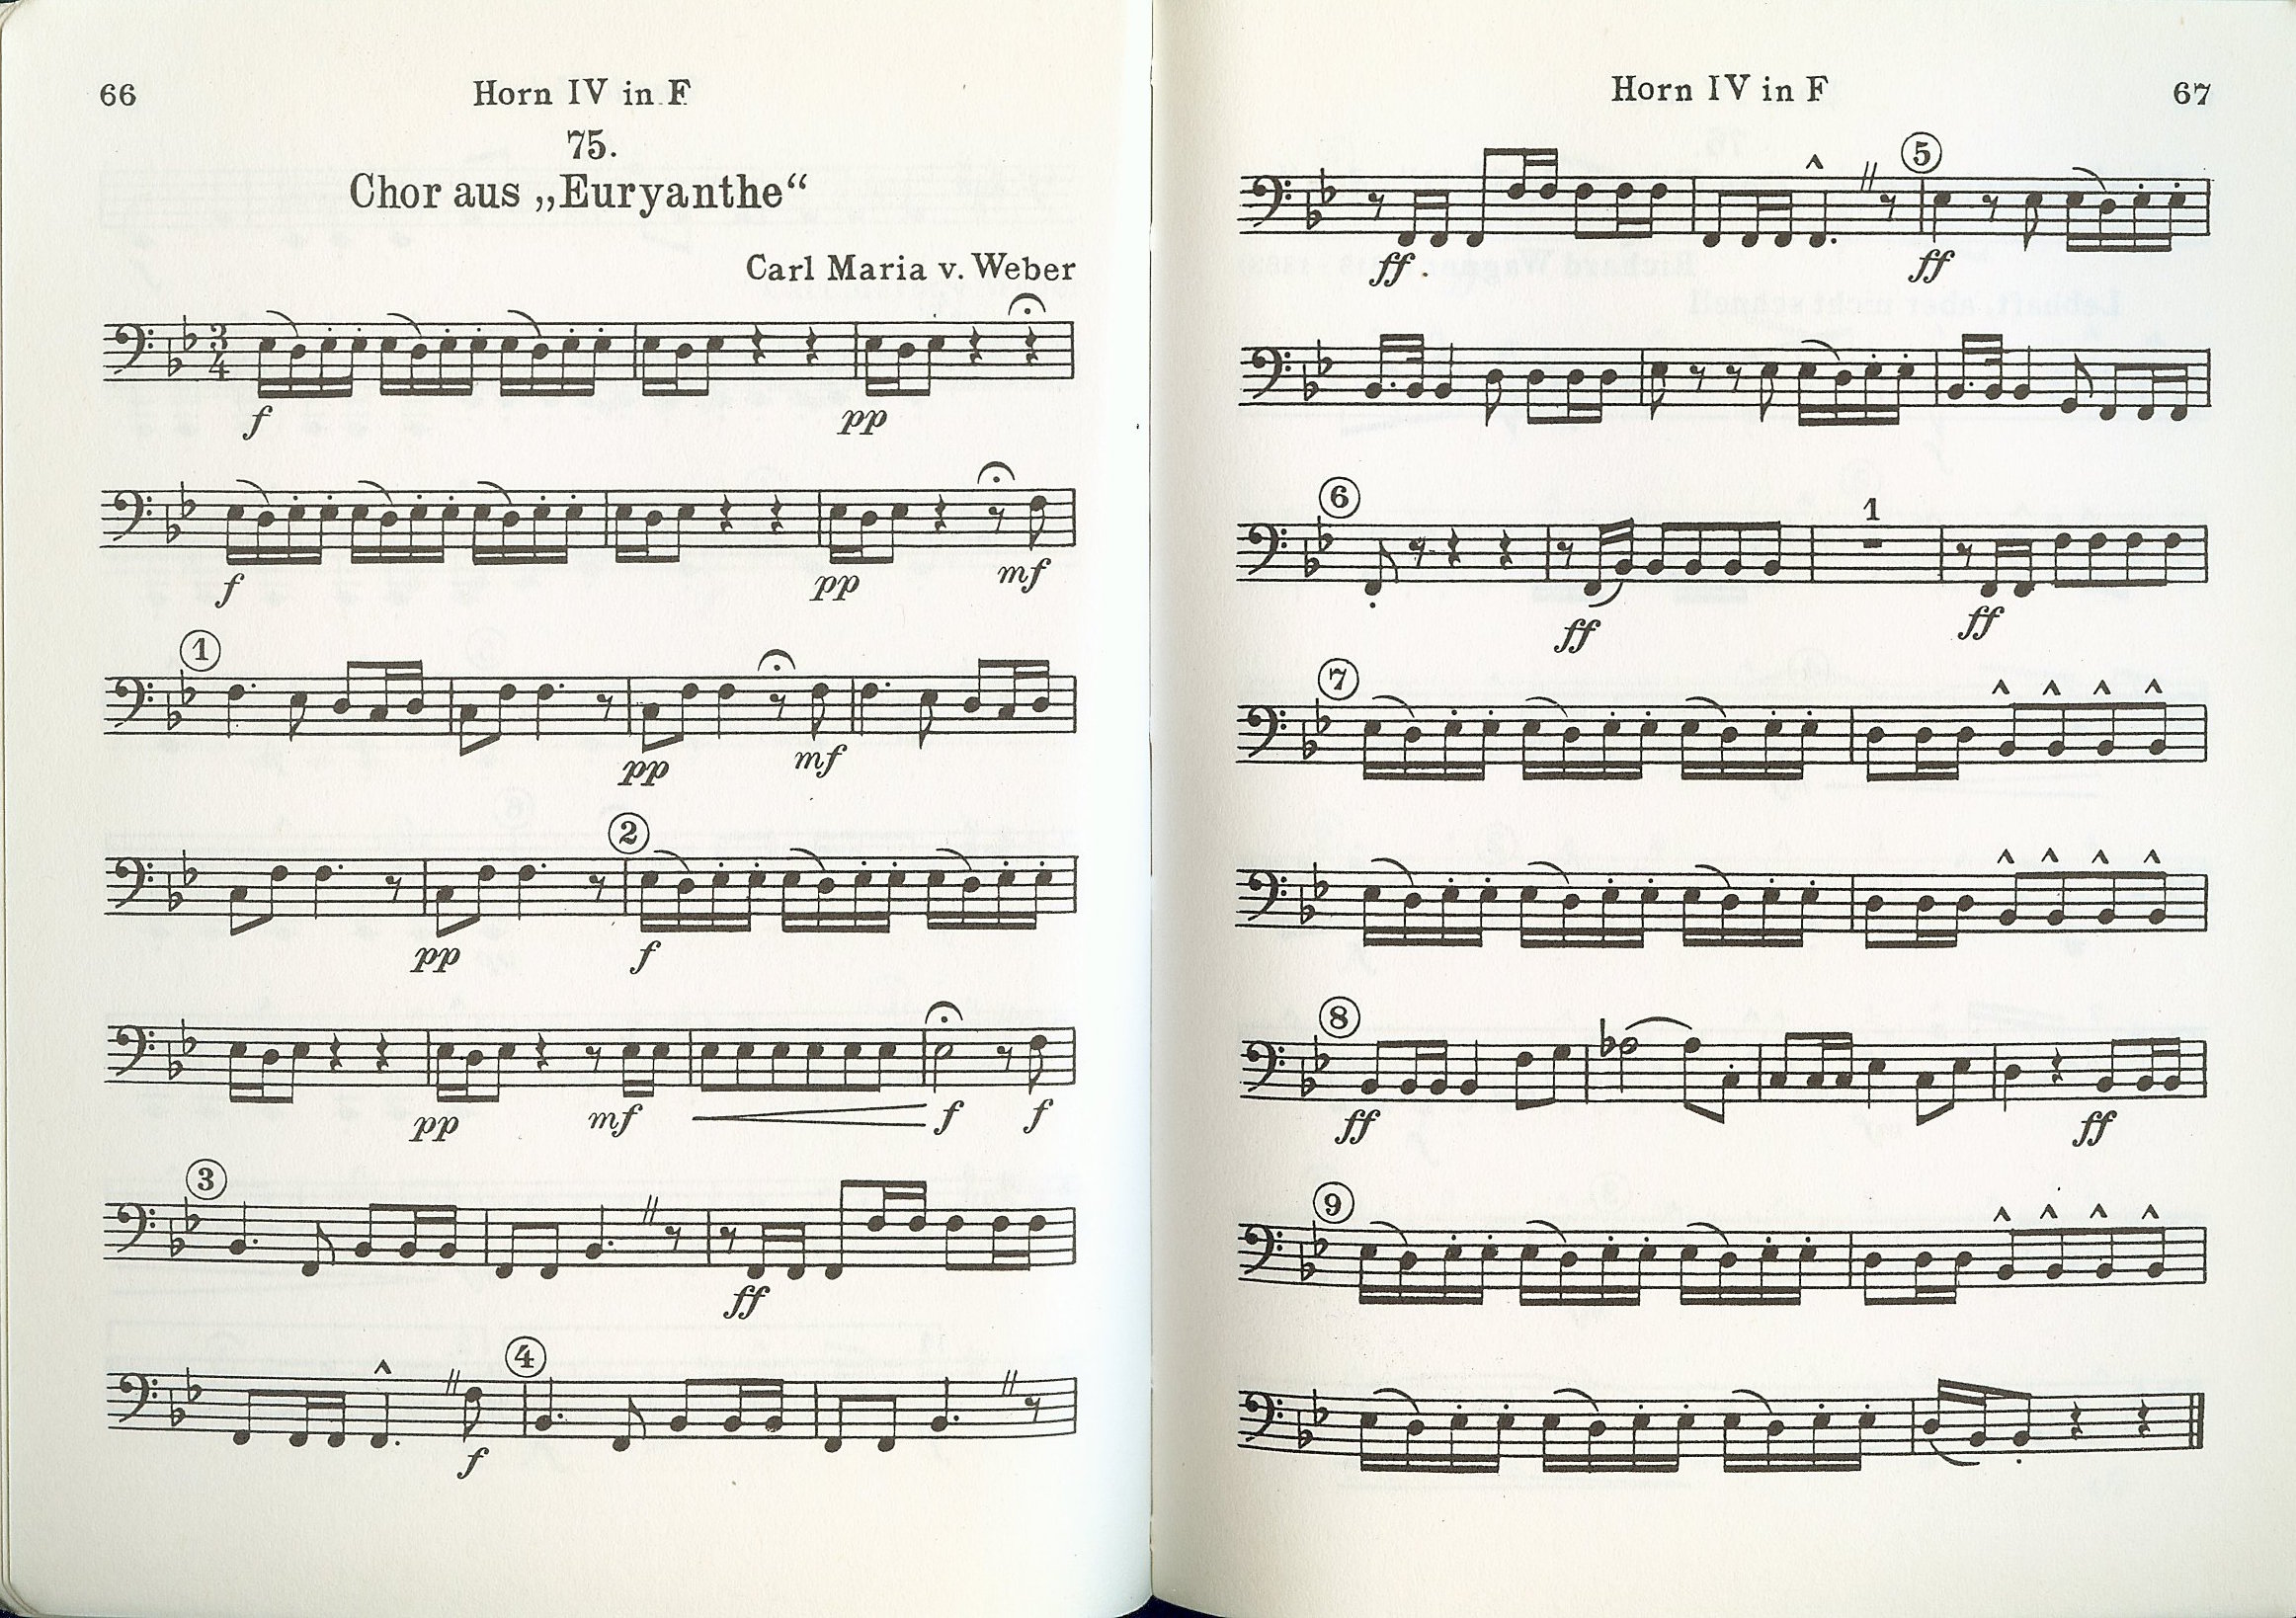 66
Horn IV in F
75.
Chor aus „Euryanthe“
Carl Maria v. Weber
3
4
f
pp
f
pp
mf
1
pp
mf
2
pp
f
pp
mf
f
f
3
ff
4
f
Horn IV in F
67
5
ff
ff
6
1
ff
ff
7
8
ff
ff
9